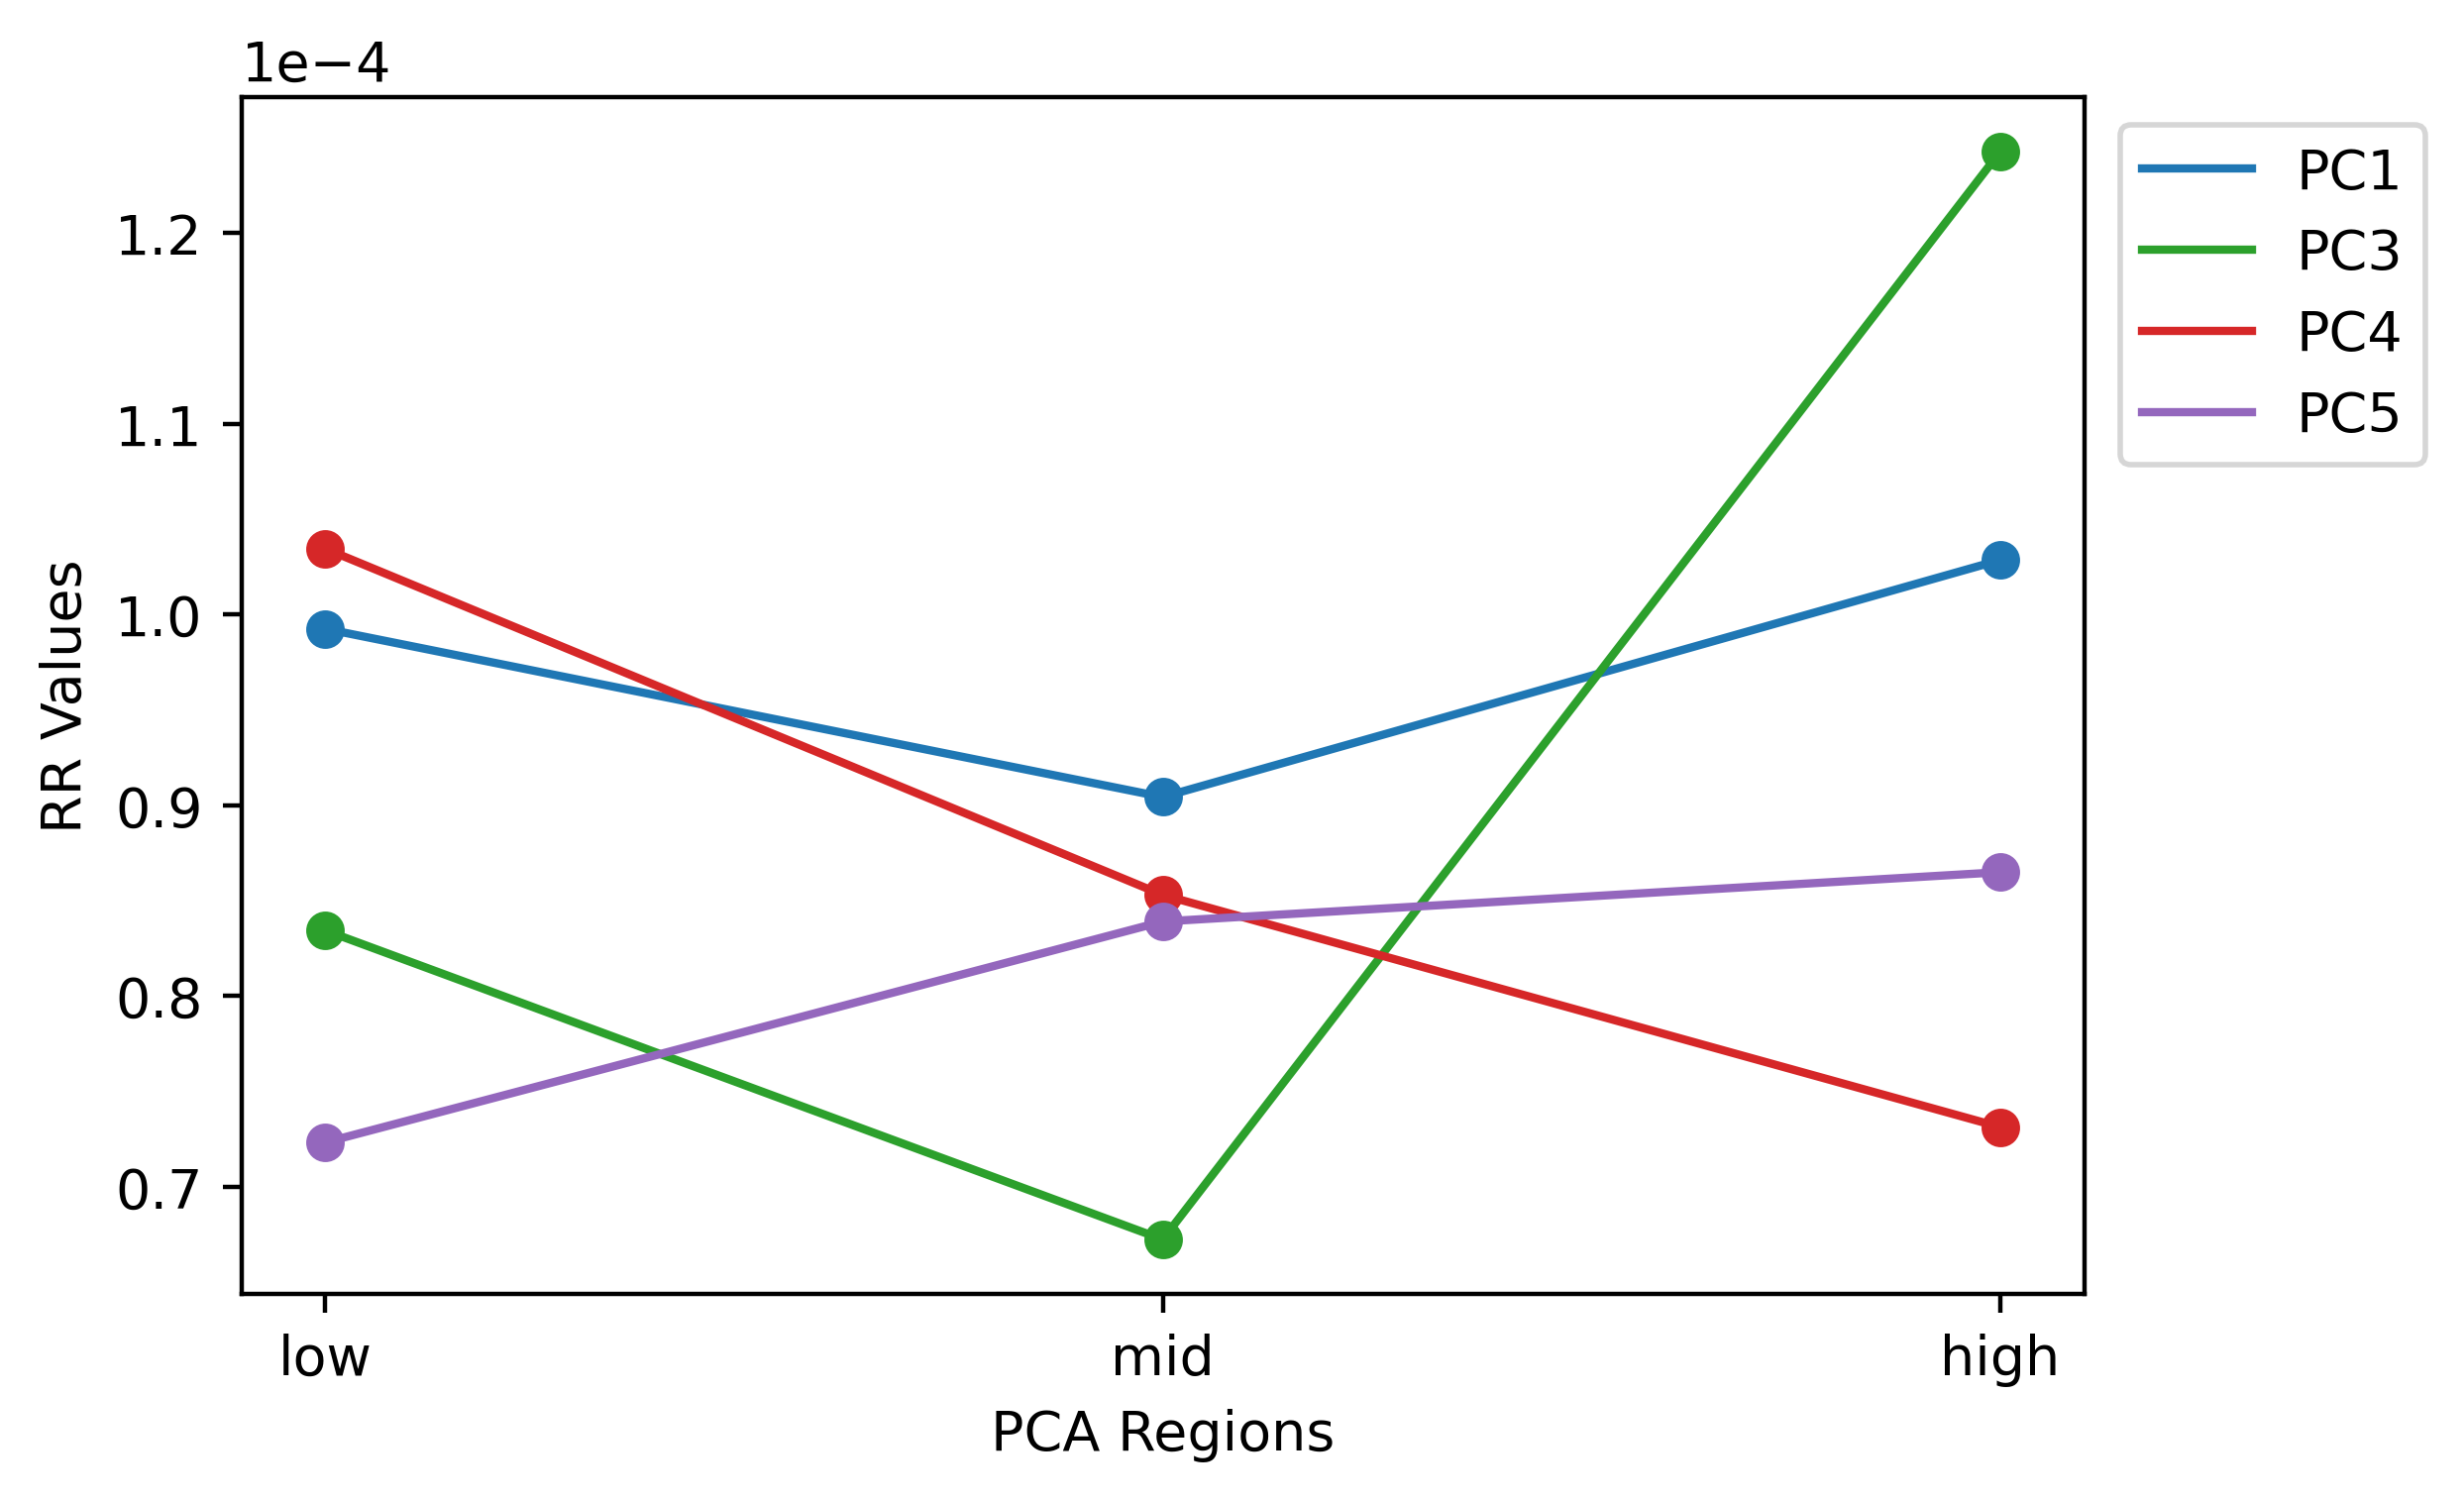 1e−4
1.2
1.1
1.0
0.9
0.8
0.7
RR Values
low
mid
high
PCA Regions
PC1
PC3
PC4
PC5